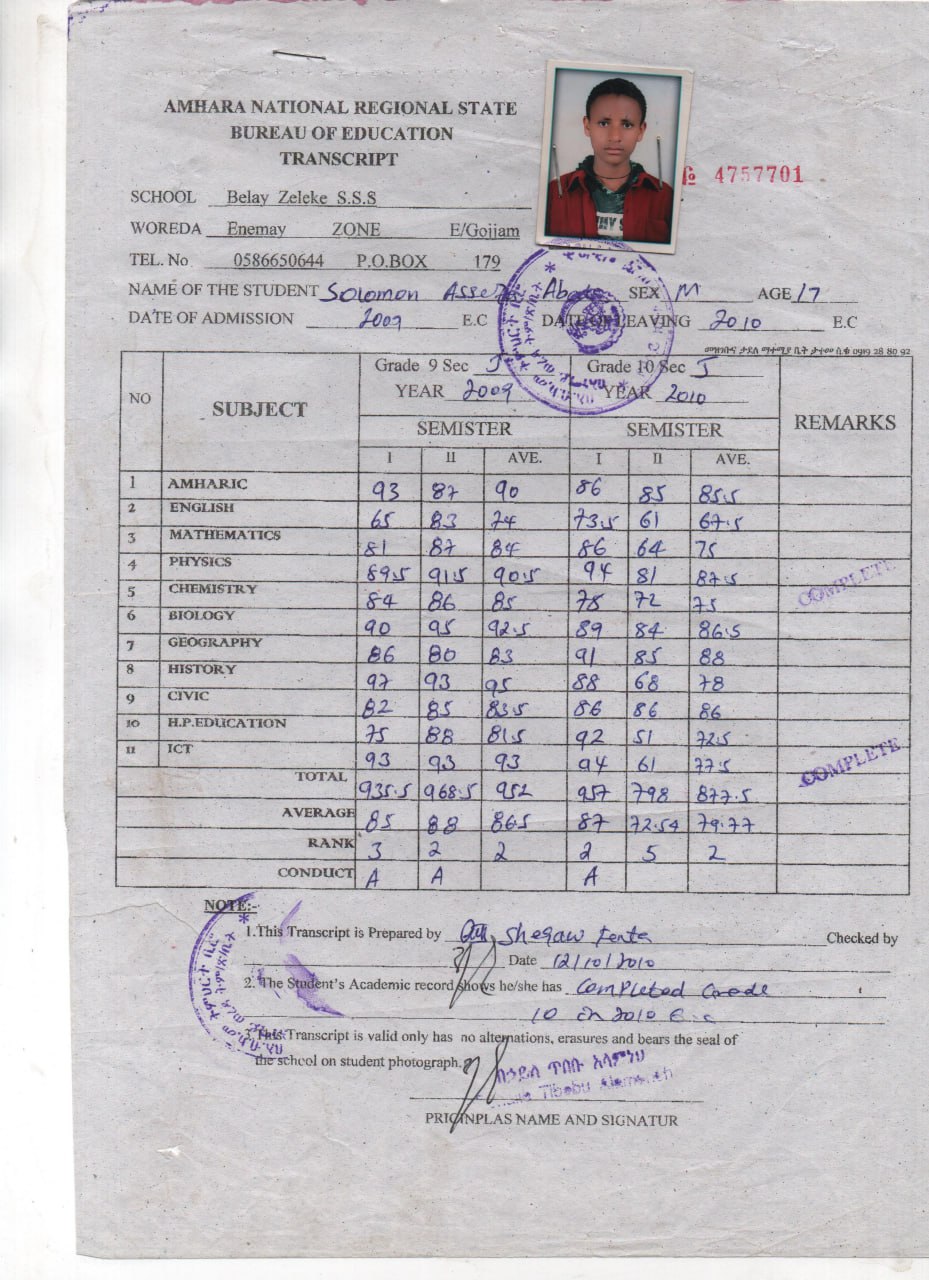 AMHARA NATIONAL REGIONAL STATE
BUREAU OF EDUCATION
TRANSCRIPT
№ 4757701
SCHOOL Belay Zeleke S.S.S
WOREDA Enemay ZONE E/Gojjam
TEL. No 0586650644 P.O.BOX 179
NAME OF THE STUDENT Solomon SEX M AGE 17
DATE OF ADMISSION 2009 E.C DATE OF LEAVING 2010 E.C
0919 28 80 92
NO SUBJECT Grade 9 Sec J Grade 10 Sec J REMARKS
YEAR 2009 YEAR 2010
SEMISTER SEMISTER
I II AVE. I II AVE.
1 AMHARIC 93 87 90 86 85 85.5
2 ENGLISH 65 83 74 73.5 61 67.5
3 MATHEMATICS 81 87 84 86 64 75
4 PHYSICS 89.5 91.5 90.5 94 81 87.5
5 CHEMISTRY 84 86 85 78 72 75
COMPLETE
6 BIOLOGY 90 95 92.5 89 84 86.5
7 GEOGRAPHY 86 80 83 91 85 88
8 HISTORY 97 93 95 88 68 78
9 CIVIC 82 85 83.5 86 86 86
10 H.P.EDUCATION 75 88 81.5 92 51 72.5
11 ICT 93 93 93 94 61 77.5
COMPLETE
TOTAL 935.5 968.5 952 957 798 877.5
AVERAGE 85 88 86.5 87 72.54 79.77
RANK 3 2 2 2 5 2
CONDUCT A A A
NOTE:-
1.This Transcript is Prepared by Shegaw Checked by
Date 12/10/2010
2. The Student's Academic record shows he/she has Completed Grade
10 in 2010 E.C
3.This Transcript is valid only has no alternations, erasures and bears the seal of
the school on student photograph.
በኃይለ ጥበቡ አላምነህ
Tibebu Alemneh
PRICINPLAS NAME AND SIGNATUR